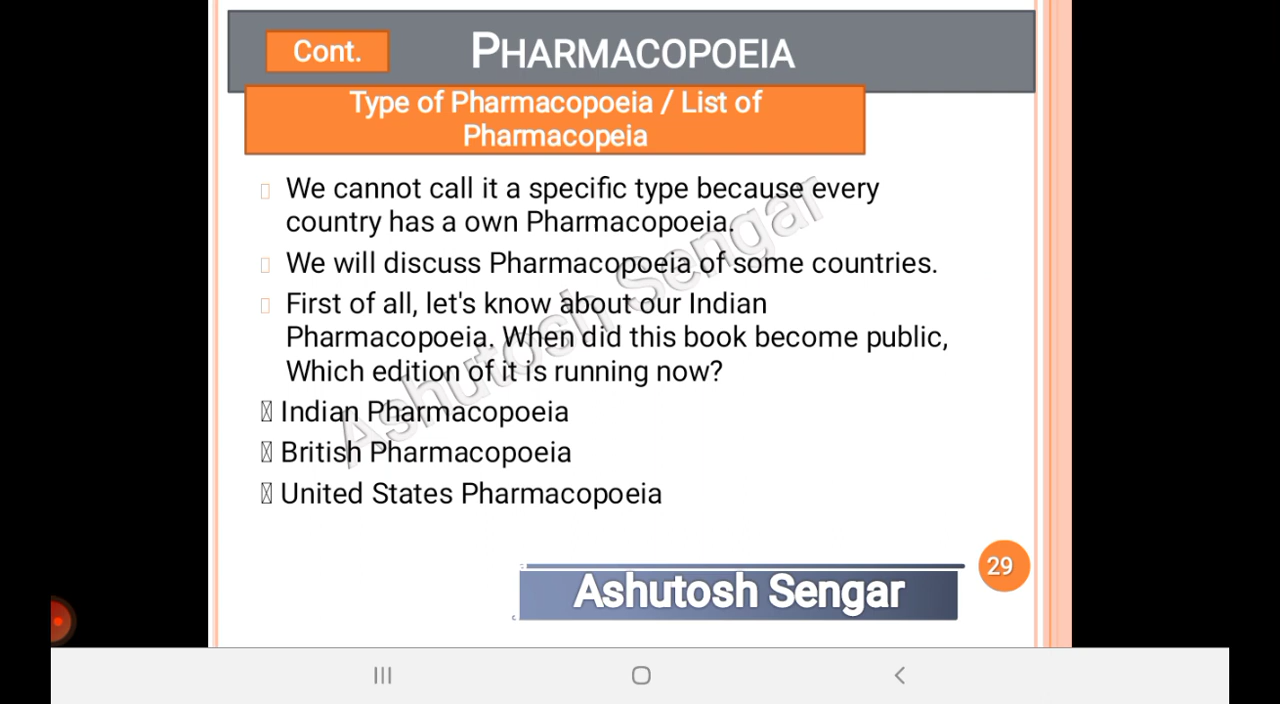 Cont.
PHARMACOPOEIA
Type of Pharmacopoeia / List of
Pharmacopeia
We cannot call it a specific type because every
country has a own Pharmacopoeia.
We will discuss Pharmacopoeia of some countries.
First of all, let's know about our Indian
Pharmacopoeia. When did this book become public,
Which edition of it is running now?
Indian Pharmacopoeia
British Pharmacopoeia
United States Pharmacopoeia
Ashutosh Sengar
29
Ashutosh Sengar